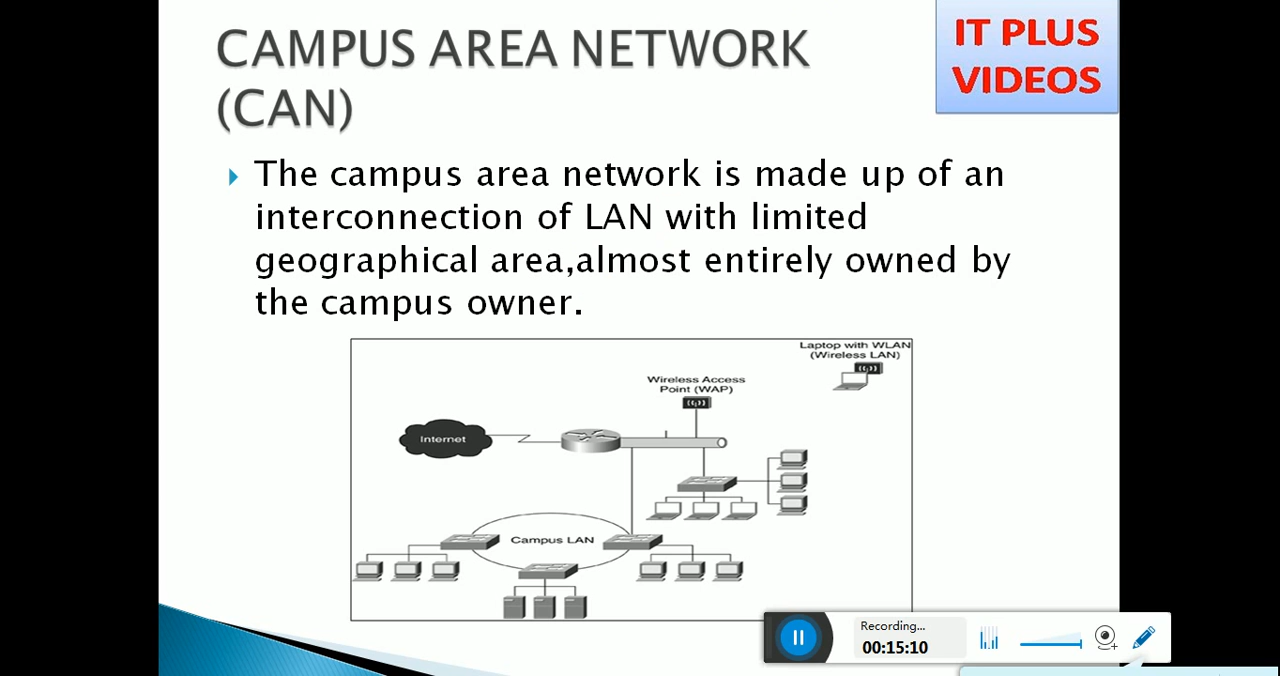 CAMPUS AREA NETWORK
(CAN)
IT PLUS
VIDEOS
The campus area network is made up of an
interconnection of LAN with limited
geographical area,almost entirely owned by
the campus owner.
Laptop with WLAN
(Wireless LAN)
Wireless Access
Point (WAP)
Internet
Campus LAN
Recording...
00:15:10